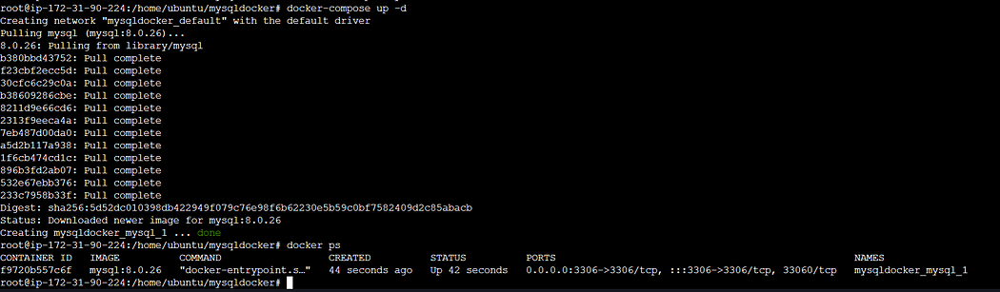 root@ip-172-31-90-224:/home/ubuntu/mysqldocker# docker-compose up -d
Creating network "mysqldocker_default" with the default driver
Pulling mysql (mysql:8.0.26)...
8.0.26: Pulling from library/mysql
b380bbd43752: Pull complete
f23cbf2ecc5d: Pull complete
30cfc6c29c0a: Pull complete
b38609286cbe: Pull complete
8211d9e66cd6: Pull complete
2313f9eeca4a: Pull complete
7eb487d00da0: Pull complete
a5d2b117a938: Pull complete
1f6cb474cd1c: Pull complete
896b3fd2ab07: Pull complete
532e67ebb376: Pull complete
233c7958b33f: Pull complete
Digest: sha256:5d52dc010398db422949f079c76e98f6b62230e5b59c0bf7582409d2c85abacb
Status: Downloaded newer image for mysql:8.0.26
Creating mysqldocker_mysql_1 ... done
root@ip-172-31-90-224:/home/ubuntu/mysqldocker# docker ps
CONTAINER ID IMAGE COMMAND CREATED STATUS PORTS NAMES
f9720b557c6f mysql:8.0.26 "docker-entrypoint.s…" 44 seconds ago Up 42 seconds 0.0.0.0:3306->3306/tcp, :::3306->3306/tcp, 33060/tcp mysqldocker_mysql_1
root@ip-172-31-90-224:/home/ubuntu/mysqldocker#